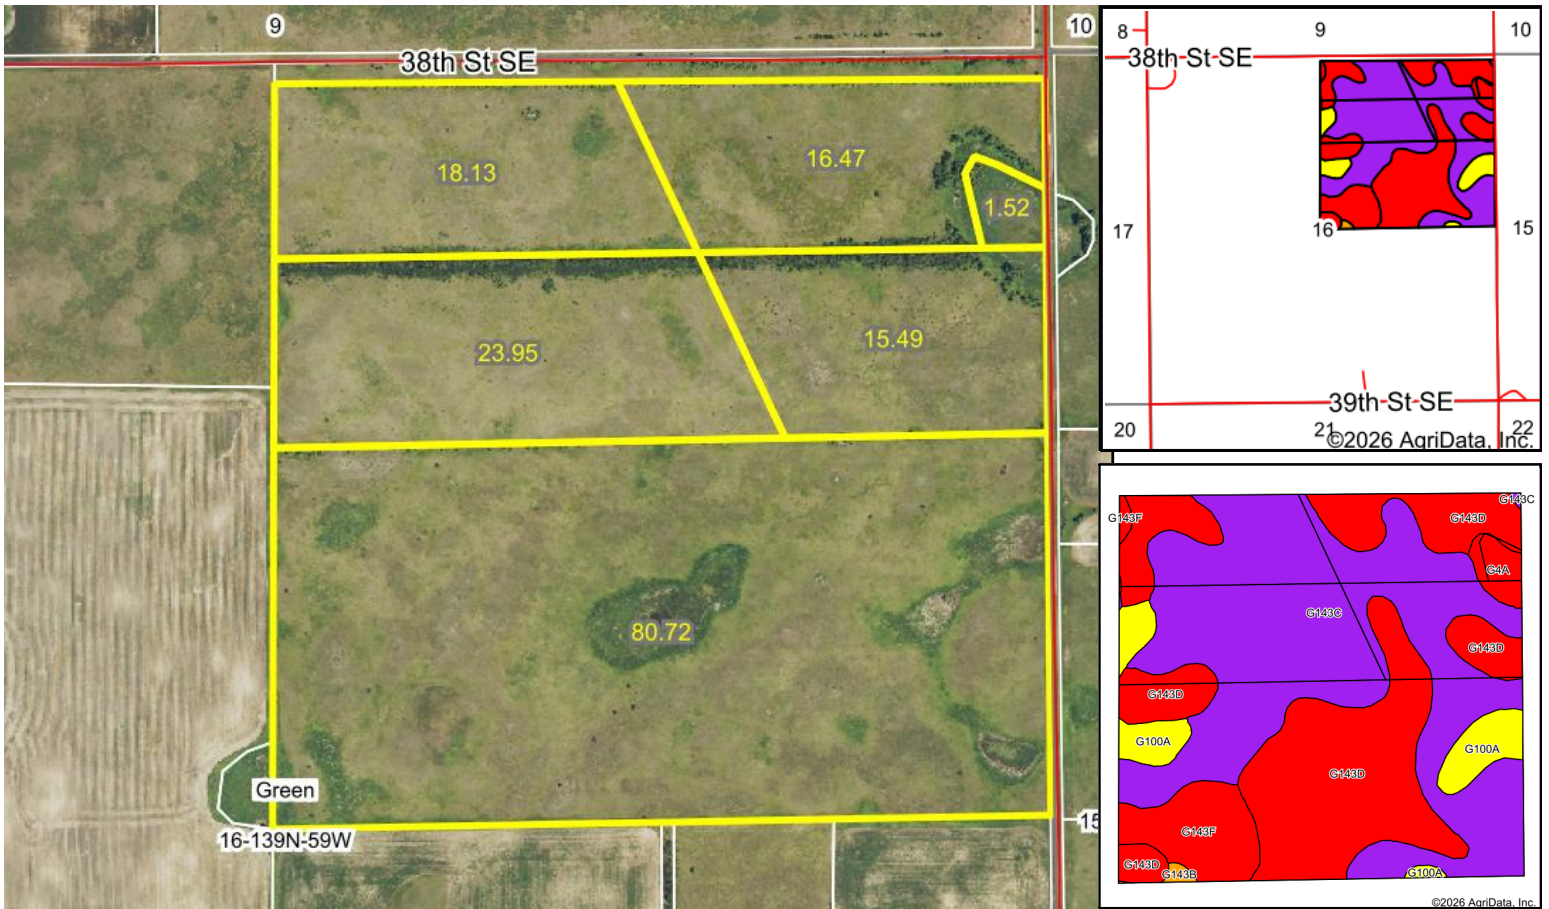 9
10
38th St SE
18.13
16.47
1.52
23.95
15.49
80.72
Green
16-139N-59W
15
8
9
10
38th St SE
17
16
15
39th St SE
20
21
22
©2026 AgriData, Inc.
G143C
G143F
G143D
G4A
G143C
G143D
G143D
G100A
G100A
G143D
G143F
G143D
G143B
G100A
©2026 AgriData, Inc.